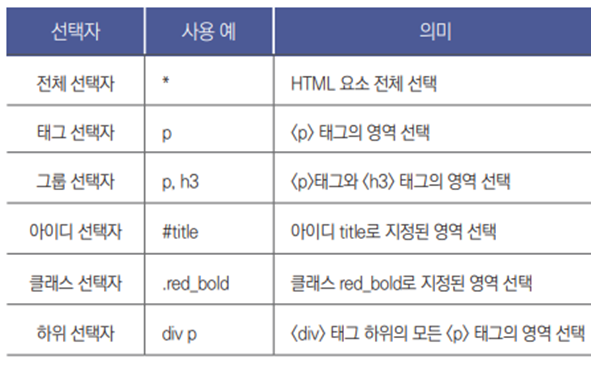 선택자 사용 예 의미
전체 선택자 * HTML 요소 전체 선택
태그 선택자 p 〈p〉 태그의 영역 선택
그룹 선택자 p, h3 〈p〉태그와 〈h3〉 태그의 영역 선택
아이디 선택자 #title 아이디 title로 지정된 영역 선택
클래스 선택자 .red_bold 클래스 red_bold로 지정된 영역 선택
하위 선택자 div p 〈div〉 태그 하위의 모든 〈p〉 태그의 영역 선택